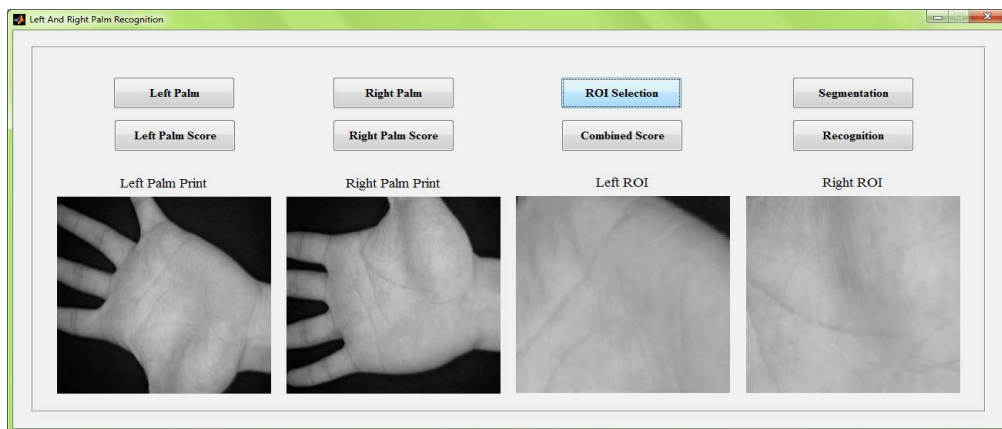 Left And Right Palm Recognition
Left Palm
Right Palm
ROI Selection
Segmentation
Left Palm Score
Right Palm Score
Combined Score
Recognition
Left Palm Print
Right Palm Print
Left ROI
Right ROI